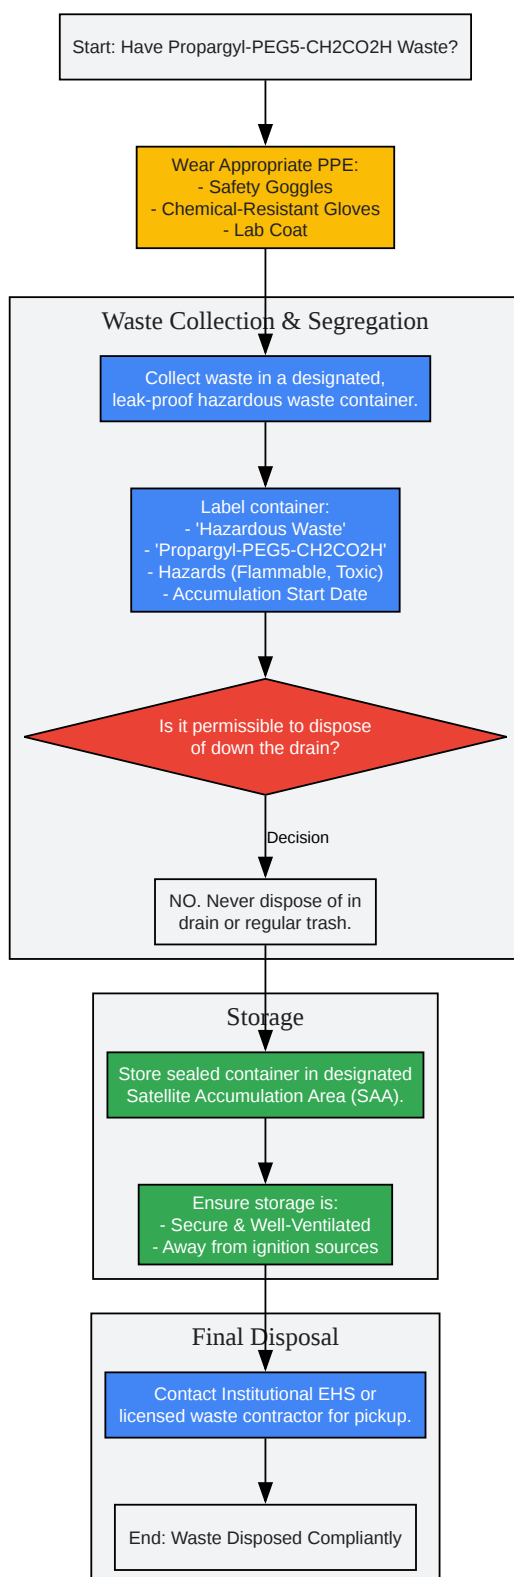 Start: Have Propargyl-PEG5-CH2CO2H Waste?
Wear Appropriate PPE:
- Safety Goggles
- Chemical-Resistant Gloves
- Lab Coat
Waste Collection & Segregation
Collect waste in a designated,
leak-proof hazardous waste container.
Label container:
- 'Hazardous Waste'
- 'Propargyl-PEG5-CH2CO2H'
- Hazards (Flammable, Toxic)
- Accumulation Start Date
Is it permissible to dispose
of down the drain?
Decision
NO. Never dispose of in
drain or regular trash.
Storage
Store sealed container in designated
Satellite Accumulation Area (SAA).
Ensure storage is:
- Secure & Well-Ventilated
- Away from ignition sources
Final Disposal
Contact Institutional EHS or
licensed waste contractor for pickup.
End: Waste Disposed Compliantly